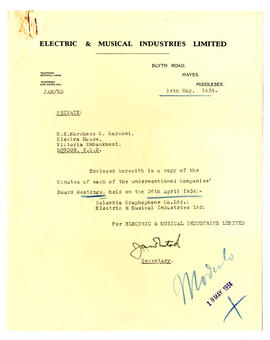 ELECTRIC & MUSICAL INDUSTRIES LIMITED
BLYTH ROAD,
HAYES,
MIDDLESEX.
14th May, 1934.
PRIVATE:
H.E. Marchese G. Marconi,
Electra House,
Victoria Embankment,
LONDON, W.C.2.
Enclosed herewith is a copy of the
Minutes of each of the undermentioned Companies'
Board Meetings, held on the 26th April 1934:-
Columbia Graphophone Co.Ltd.:
Electric & Musical Industries Ltd:
For ELECTRIC & MUSICAL INDUSTRIES LIMITED
Secretary.
Modulo
19 MAY 1934